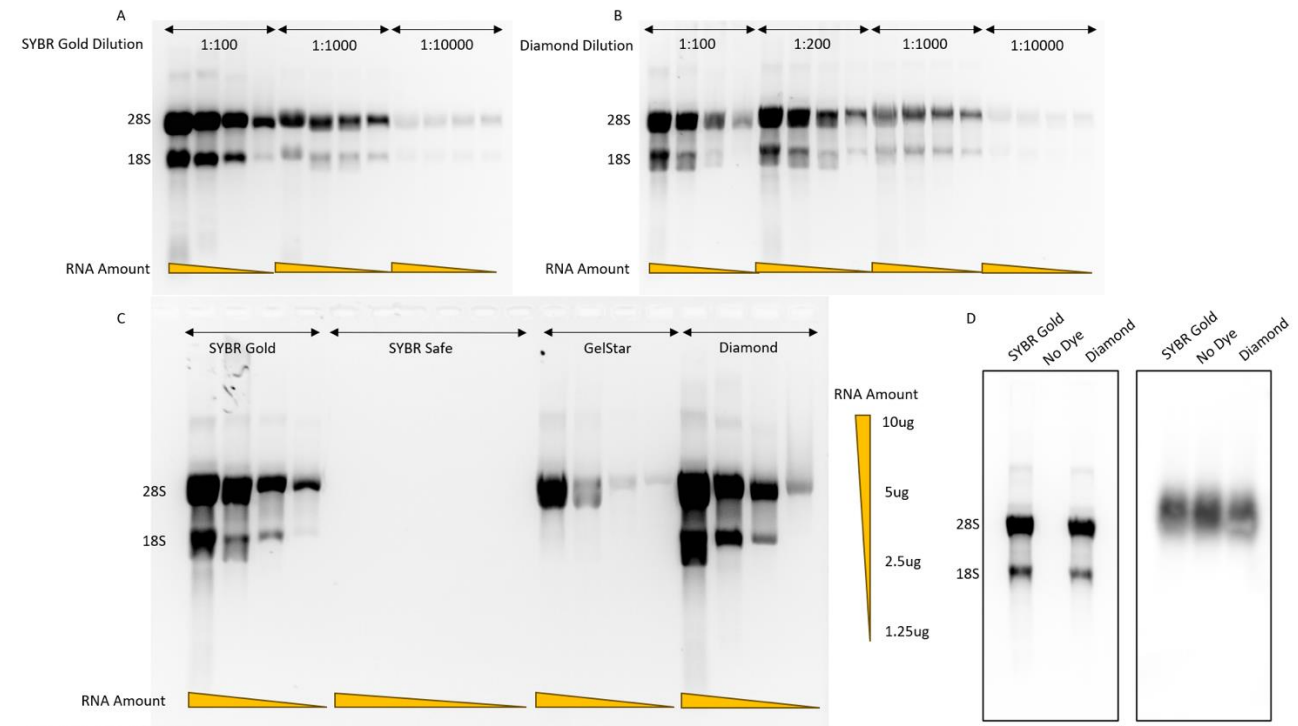 A
SYBR Gold Dilution 1:100 1:1000 1:10000
28S
18S
RNA Amount
B
Diamond Dilution 1:100 1:200 1:1000 1:10000
28S
18S
RNA Amount
C
SYBR Gold SYBR Safe GelStar Diamond
28S
18S
RNA Amount
RNA Amount
10ug
5ug
2.5ug
1.25ug
D
SYBR Gold No Dye Diamond
SYBR Gold No Dye Diamond
28S
18S